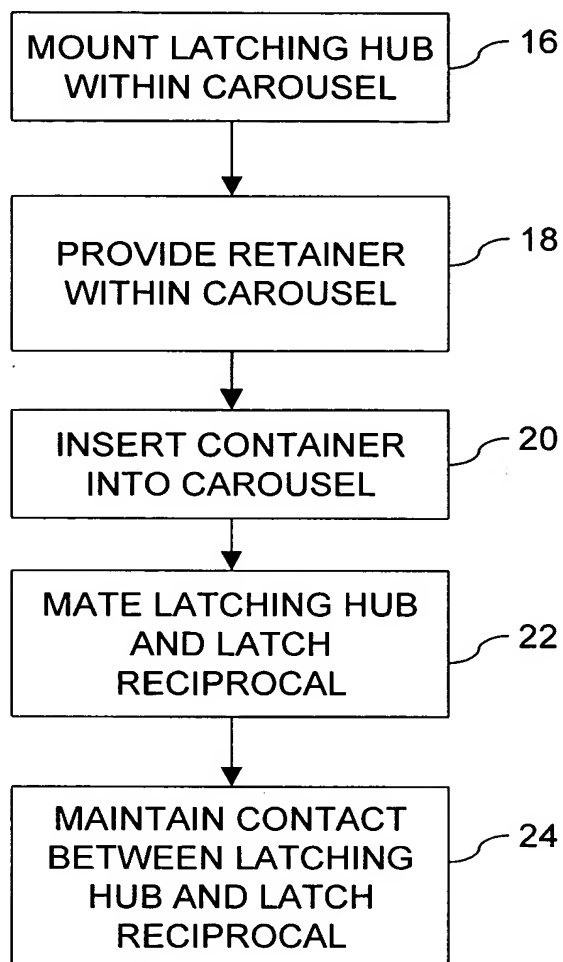 MOUNT LATCHING HUB
WITHIN CAROUSEL
16
PROVIDE RETAINER
WITHIN CAROUSEL
18
INSERT CONTAINER
INTO CAROUSEL
20
MATE LATCHING HUB
AND LATCH
RECIPROCAL
22
MAINTAIN CONTACT
BETWEEN LATCHING
HUB AND LATCH
RECIPROCAL
24